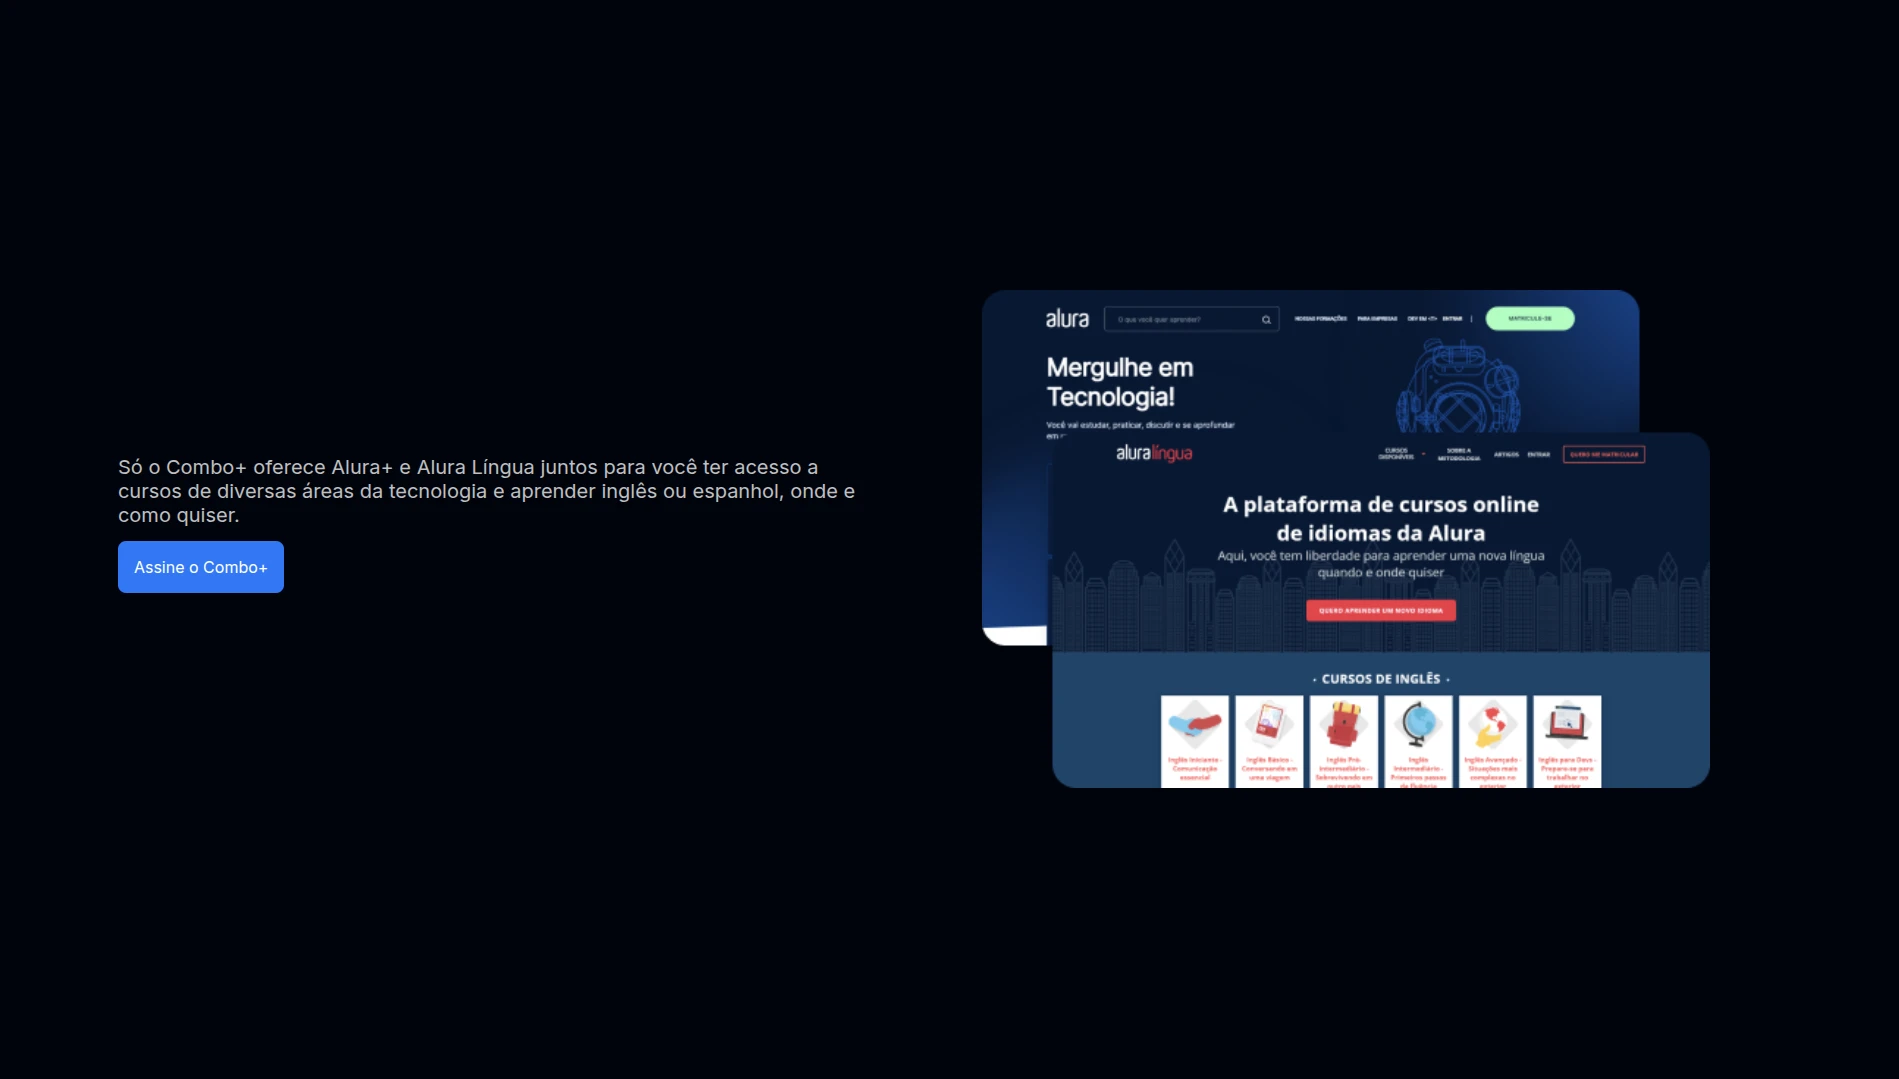 Só o Combo+ oferece Alura+ e Alura Língua juntos para você ter acesso a
cursos de diversas áreas da tecnologia e aprender inglês ou espanhol, onde e
como quiser.
Assine o Combo+
alura
O que você quer aprender?
NOSSAS FORMAÇÕES PARA EMPRESAS DEV EM <T> ENTRAR |
MATRICULE-SE
Mergulhe em
Tecnologia!
Você vai estudar, praticar, discutir e se aprofundar
em
aluralíngua
CURSOS
DISPONÍVEIS
SOBRE A
METODOLOGIA
ARTIGOS
ENTRAR
QUERO ME MATRICULAR
A plataforma de cursos online
de idiomas da Alura
Aqui, você tem liberdade para aprender uma nova língua
quando e onde quiser
QUERO APRENDER UM NOVO IDIOMA
· CURSOS DE INGLÊS ·
Inglês Iniciante -
Comunicação
essencial
Inglês Básico -
Conversando em
uma viagem
Inglês Pré-
intermediário -
Sobrevivendo em
outro país
Inglês
Intermediário -
Primeiros passos
da fluência
Inglês Avançado -
Situações mais
complexas no
exterior
Inglês para Devs -
Prepara-se para
trabalhar no
exterior